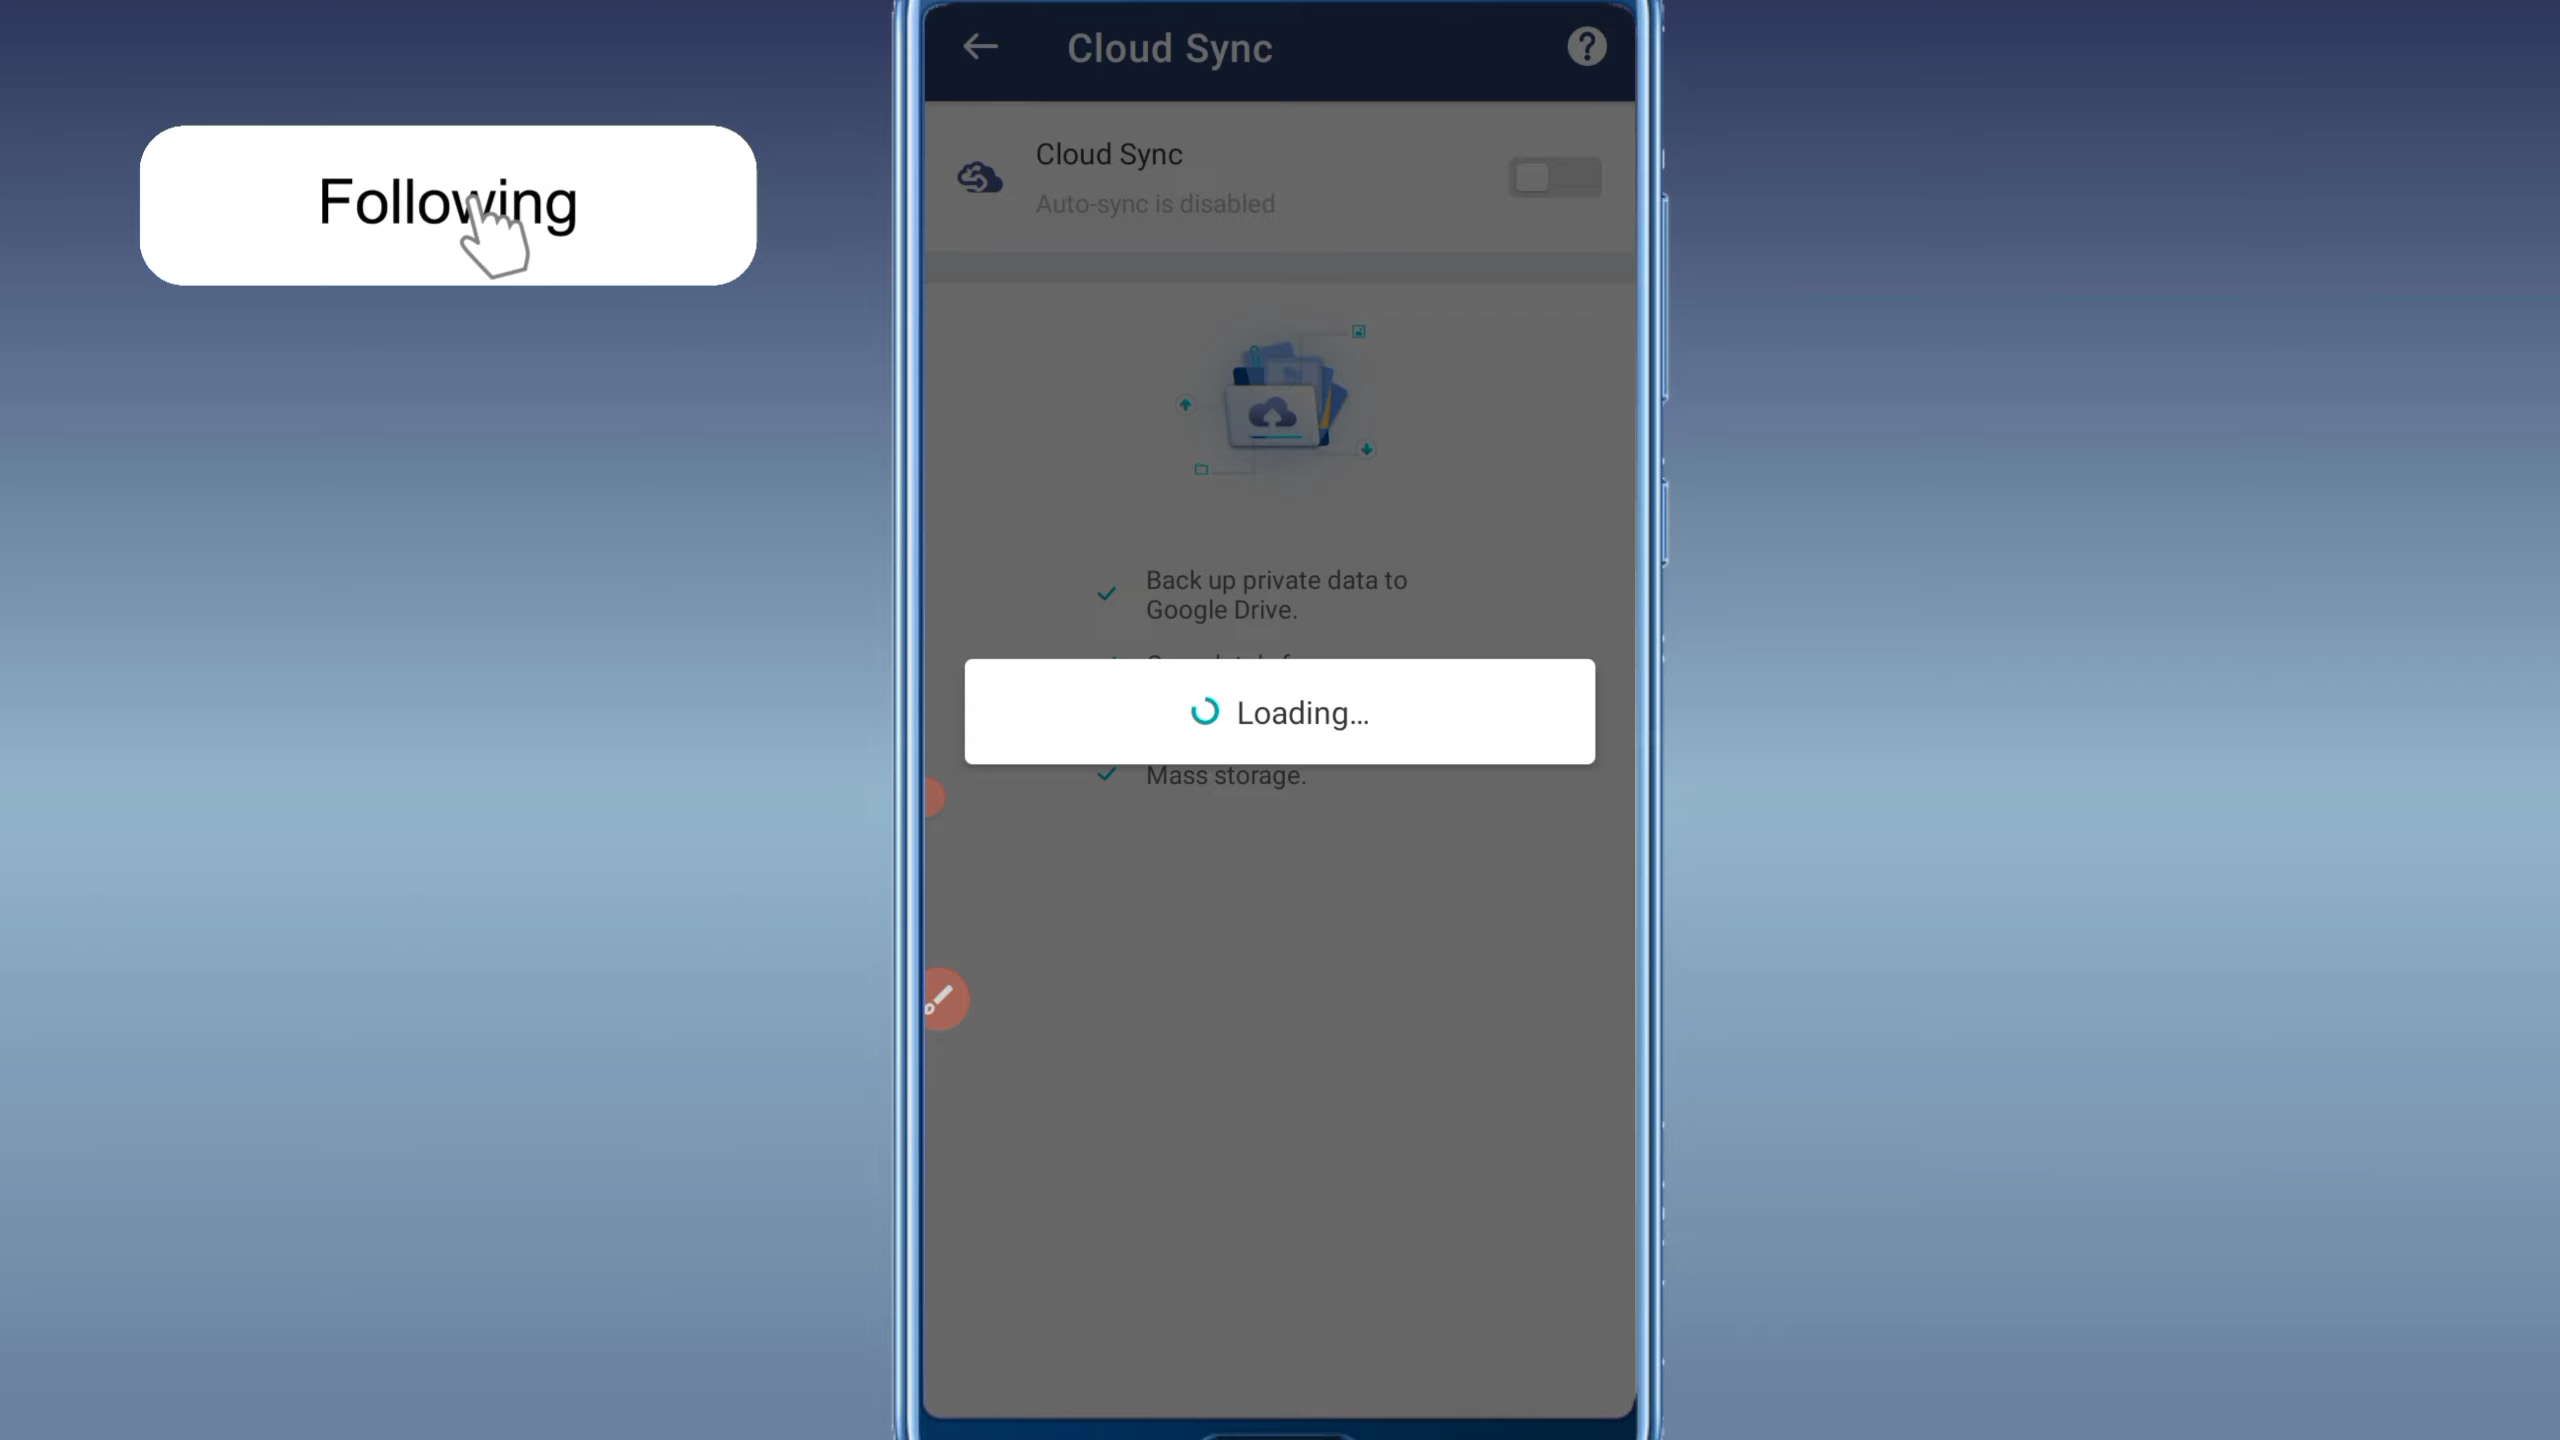 Cloud Sync
Following
Cloud Sync
Auto-sync is disabled
Back up private data to
Google Drive.
Loading...
Mass storage.